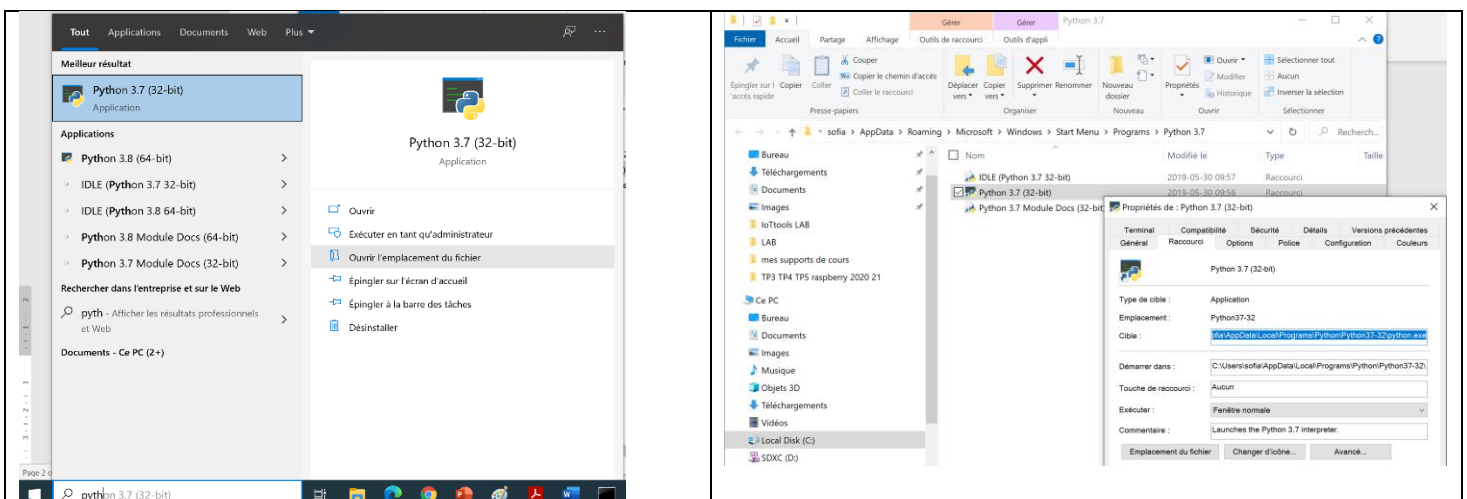 Tout Applications Documents Web Plus
Meilleur résultat
Python 3.7 (32-bit)
Application
Applications
Python 3.8 (64-bit)
IDLE (Python 3.7 32-bit)
IDLE (Python 3.8 64-bit)
Python 3.8 Module Docs (64-bit)
Python 3.7 Module Docs (32-bit)
Rechercher dans l'entreprise et sur le Web
pyth - Afficher les résultats professionnels
et Web
Documents - Ce PC (2+)
Python 3.7 (32-bit)
Application
Ouvrir
Exécuter en tant qu'administrateur
Ouvrir l'emplacement du fichier
Épingler sur l'écran d'accueil
Épingler à la barre des tâches
Désinstaller
Page 2
python 3.7 (32-bit)
Gérer Gérer Python 3.7
Fichier Accueil Partage Affichage Outils de raccourci Outils d'appli
Épingler sur l Copier Coller
'accès rapide
Couper
Copier le chemin d'accès
Coller le raccourci
Presse-papiers
Déplacer Copier Supprimer Renommer
vers vers
Organiser
Nouveau
dossier
Nouveau
Propriétés
Ouvrir
Modifier
Historique
Ouvrir
Sélectionner tout
Aucun
Inverser la sélection
Sélectionner
sofia > AppData > Roaming > Microsoft > Windows > Start Menu > Programs > Python 3.7
Recherch...
Bureau
Téléchargements
Documents
Images
IoTtools LAB
LAB
mes supports de cours
TP3 TP4 TP5 raspberry 2020 21
Ce PC
Bureau
Documents
Images
Musique
Objets 3D
Téléchargements
Vidéos
Local Disk (C:)
SDXC (D:)
Nom Modifié le Type Taille
IDLE (Python 3.7 32-bit) 2019-05-30 09:57 Raccourci
Python 3.7 (32-bit) 2019-05-30 09:56 Raccourci
Python 3.7 Module Docs (32-bit
Propriétés de : Python 3.7 (32-bit)
Terminal Compatibilité Sécurité Détails Versions précédentes
Général Raccourci Options Police Configuration Couleurs
Python 3.7 (32-bit)
Type de cible : Application
Emplacement : Python37-32
Cible : ofia\AppData\Local\Programs\Python\Python37-32\python.exe
Démarrer dans : C:\Users\sofia\AppData\Local\Programs\Python\Python37-32\
Touche de raccourci : Aucun
Exécuter : Fenêtre normale
Commentaire : Launches the Python 3.7 interpreter.
Emplacement du fichier Changer d'icône... Avancé...